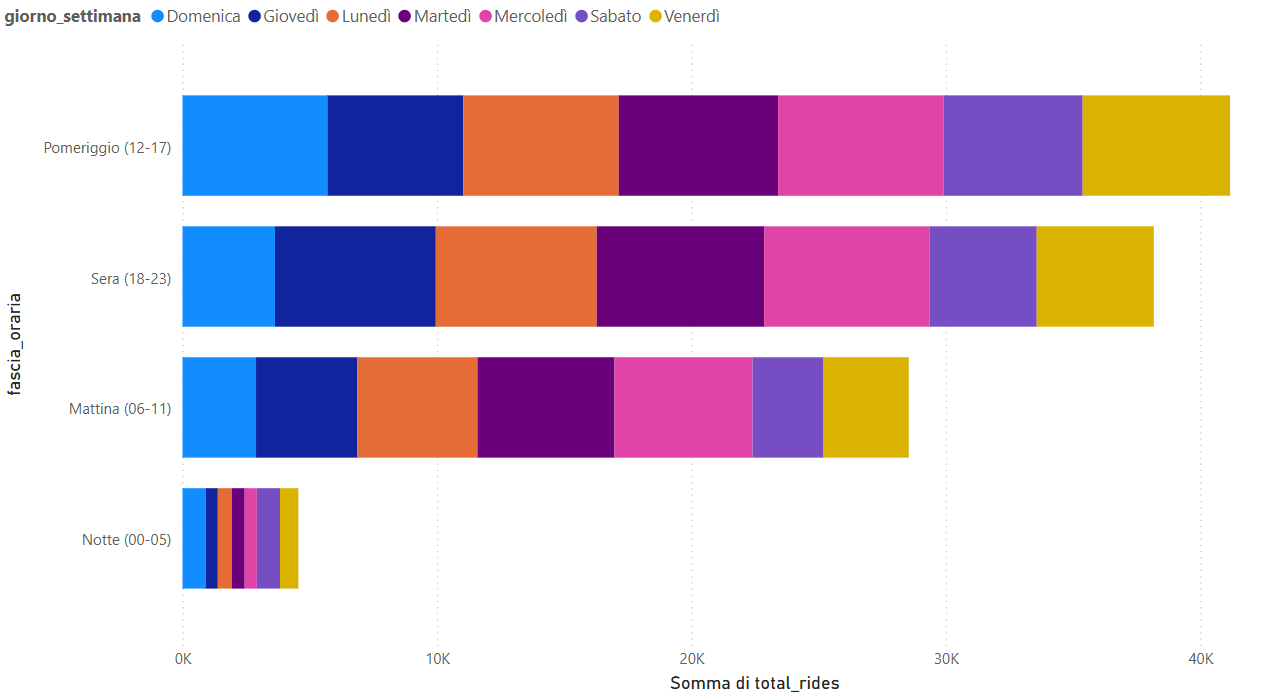 giorno_settimana Domenica Giovedì Lunedì Martedì Mercoledì Sabato Venerdì
Pomeriggio (12-17)
Sera (18-23)
Mattina (06-11)
Notte (00-05)
fascia_oraria
0K 10K 20K 30K 40K
Somma di total_rides